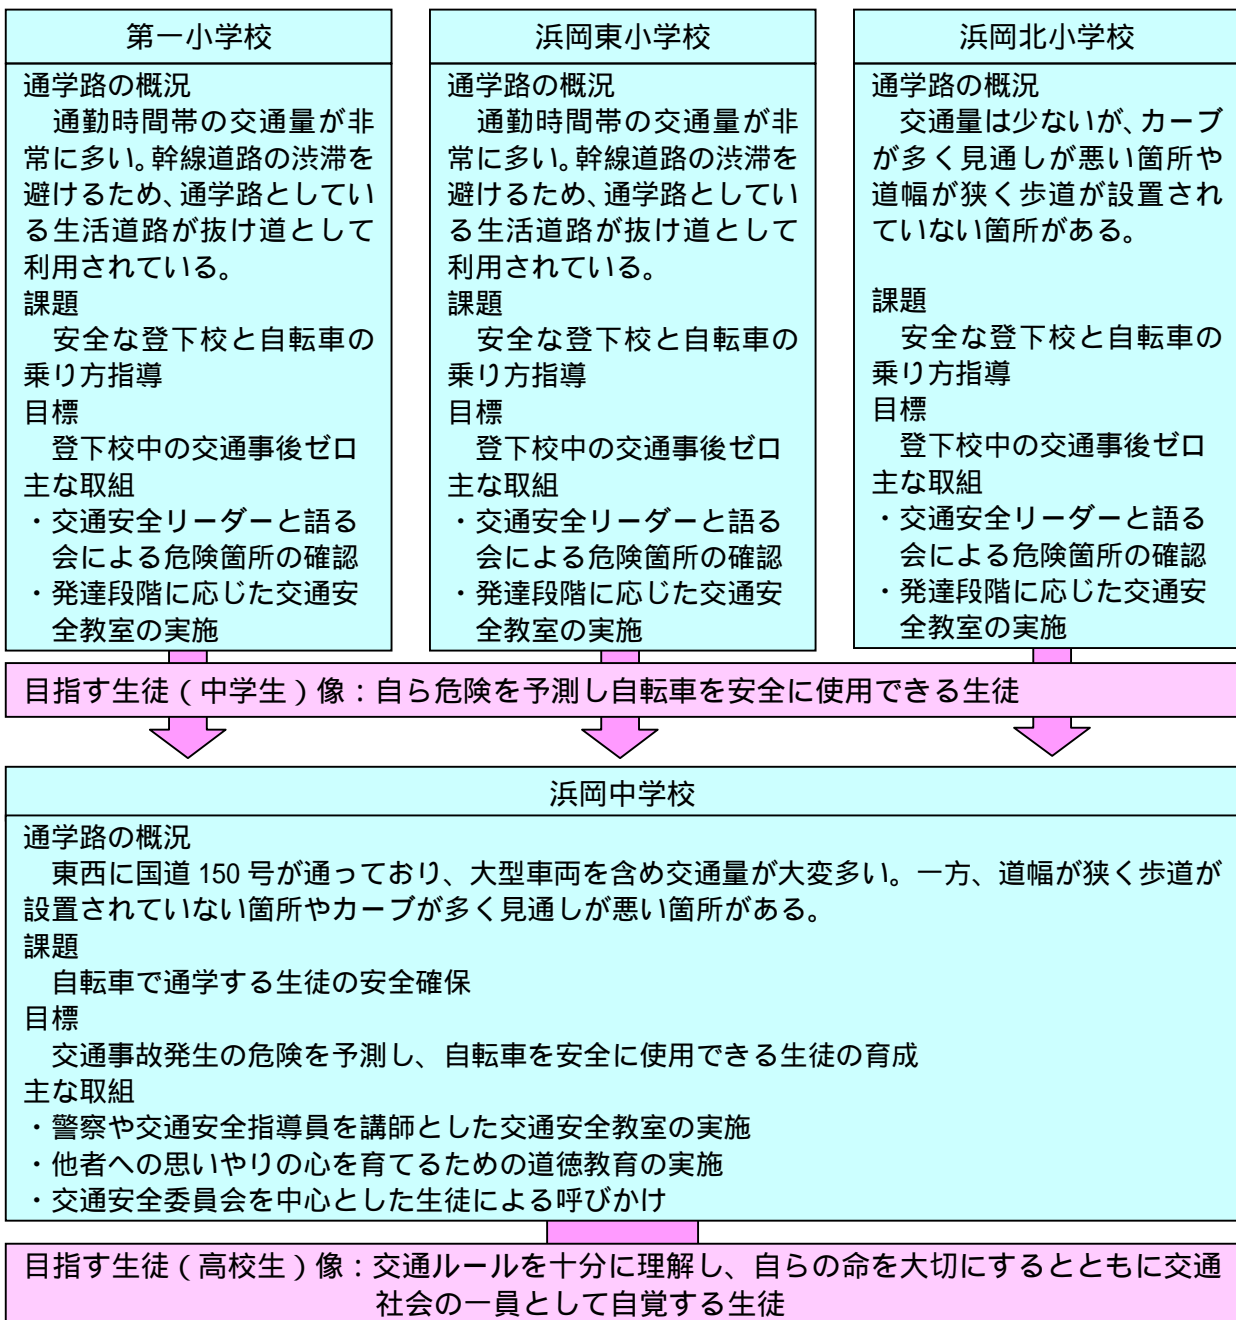 第一小学校
通学路の概況
通勤時間帯の交通量が非
常に多い。幹線道路の渋滞を
避けるため、通学路としてい
る生活道路が抜け道として
利用されている。
課題
安全な登下校と自転車の
乗り方指導
目標
登下校中の交通事後ゼロ
主な取組
・交通安全リーダーと語る
会による危険箇所の確認
・発達段階に応じた交通安
全教室の実施
浜岡東小学校
通学路の概況
通勤時間帯の交通量が非
常に多い。幹線道路の渋滞を
避けるため、通学路としてい
る生活道路が抜け道として
利用されている。
課題
安全な登下校と自転車の
乗り方指導
目標
登下校中の交通事後ゼロ
主な取組
・交通安全リーダーと語る
会による危険箇所の確認
・発達段階に応じた交通安
全教室の実施
浜岡北小学校
通学路の概況
交通量は少ないが、カーブ
が多く見通しが悪い箇所や
道幅が狭く歩道が設置され
ていない箇所がある。
課題
安全な登下校と自転車の
乗り方指導
目標
登下校中の交通事後ゼロ
主な取組
・交通安全リーダーと語る
会による危険箇所の確認
・発達段階に応じた交通安
全教室の実施
目指す生徒（中学生）像：自ら危険を予測し自転車を安全に使用できる生徒
浜岡中学校
通学路の概況
東西に国道 150 号が通っており、大型車両を含め交通量が大変多い。一方、道幅が狭く歩道が
設置されていない箇所やカーブが多く見通しが悪い箇所がある。
課題
自転車で通学する生徒の安全確保
目標
交通事故発生の危険を予測し、自転車を安全に使用できる生徒の育成
主な取組
・警察や交通安全指導員を講師とした交通安全教室の実施
・他者への思いやりの心を育てるための道徳教育の実施
・交通安全委員会を中心とした生徒による呼びかけ
目指す生徒（高校生）像：交通ルールを十分に理解し、自らの命を大切にするとともに交通
社会の一員として自覚する生徒